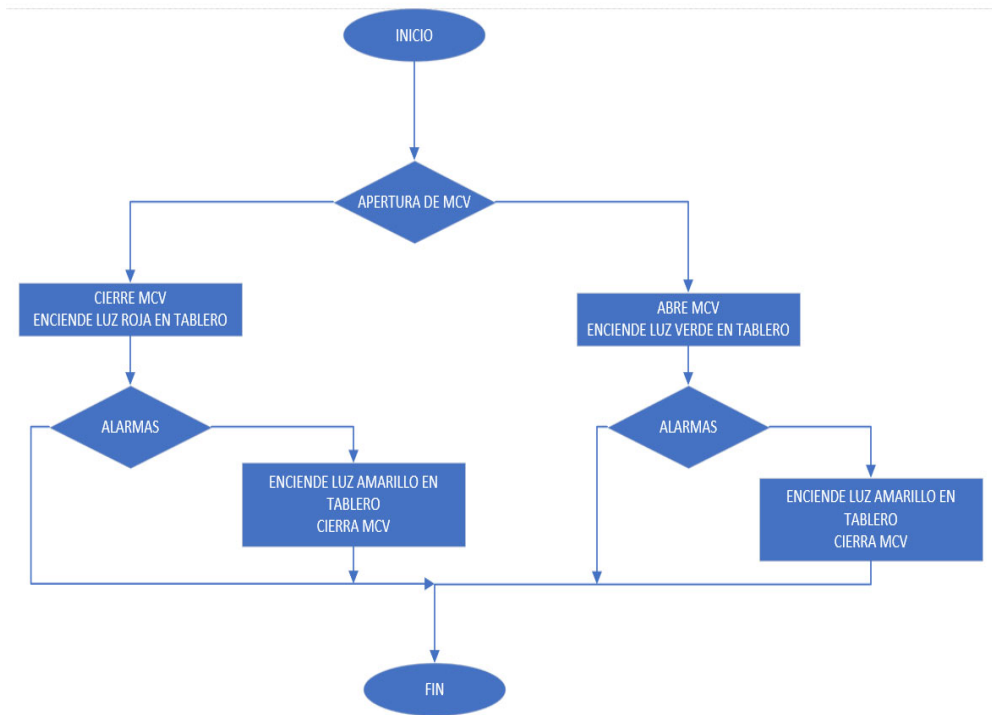 INICIO
APERTURA DE MCV
CIERRE MCV
ENCIENDE LUZ ROJA EN TABLERO
ABRE MCV
ENCIENDE LUZ VERDE EN TABLERO
ALARMAS
ALARMAS
ENCIENDE LUZ AMARILLO EN
TABLERO
CIERRA MCV
ENCIENDE LUZ AMARILLO EN
TABLERO
CIERRA MCV
FIN